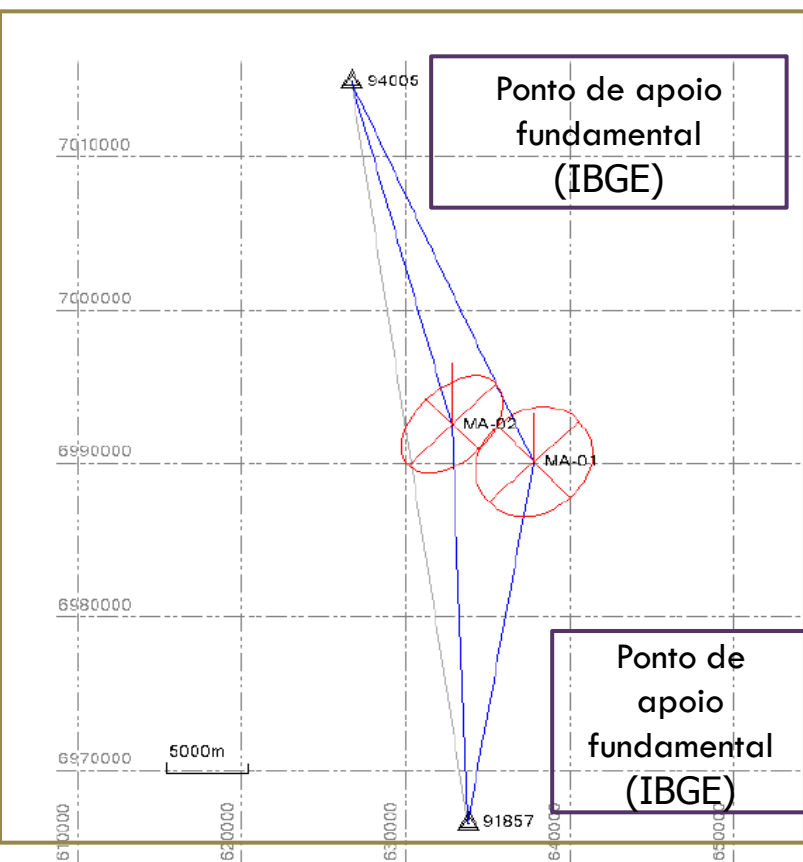 94005
Ponto de apoio
fundamental
(IBGE)
7010000
7000000
MA-02
6990000
MA-01
6980000
Ponto de
apoio
fundamental
(IBGE)
6970000
5000m
91857
610000
620000
630000
640000
650000